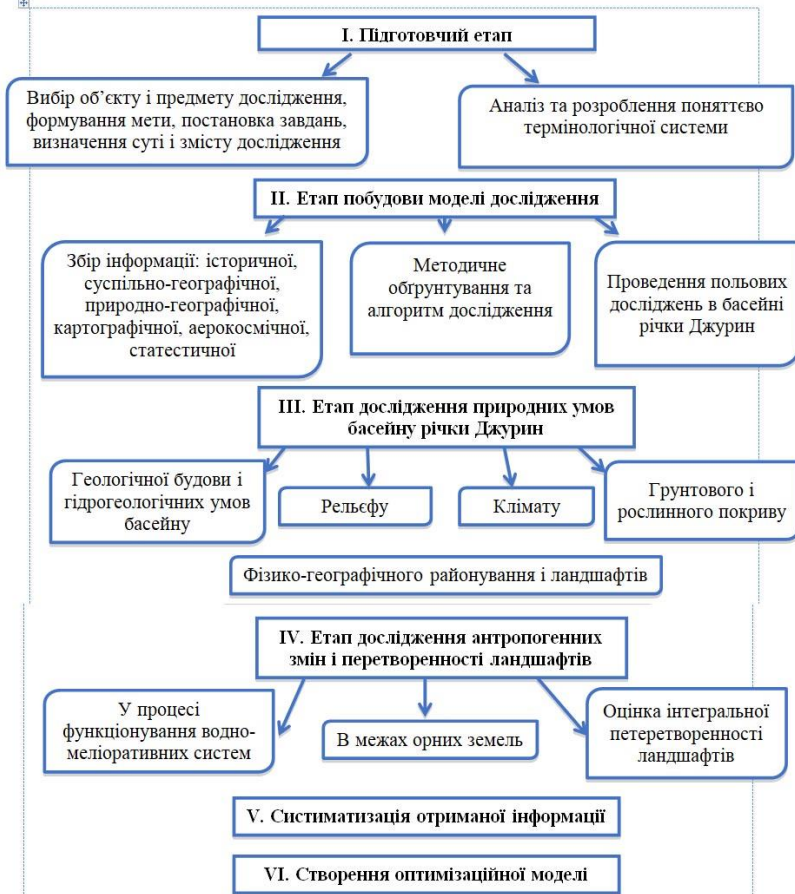 І. Підготовчий етап
Вибір об’єкту і предмету дослідження,
формування мети, постановка завдань,
визначення суті і змісту дослідження
Аналіз та розроблення поняттєво
термінологічної системи
ІІ. Етап побудови моделі дослідження
Збір інформації: історичної,
суспільно-географічної,
природно-географічної,
картографічної, аерокосмічної,
статестичної
Методичне
обґрунтування та
алгоритм дослідження
Проведення польових
досліджень в басейні
річки Джурин
ІІІ. Етап дослідження природних умов
басейну річки Джурин
Геологічної будови і
гідрогеологічних умов
басейну
Рельєфу
Клімату
Грунтового і
рослинного покриву
Фізико-географічного районування і ландшафтів
IV. Етап дослідження антропогенних
змін і перетворенності ландшафтів
У процесі
функціонування водно-
меліоративних систем
В межах орних земель
Оцінка інтегральної
петеретворенності
ландшафтів
V. Систиматизація отриманої інформації
VI. Створення оптимізаційної моделі